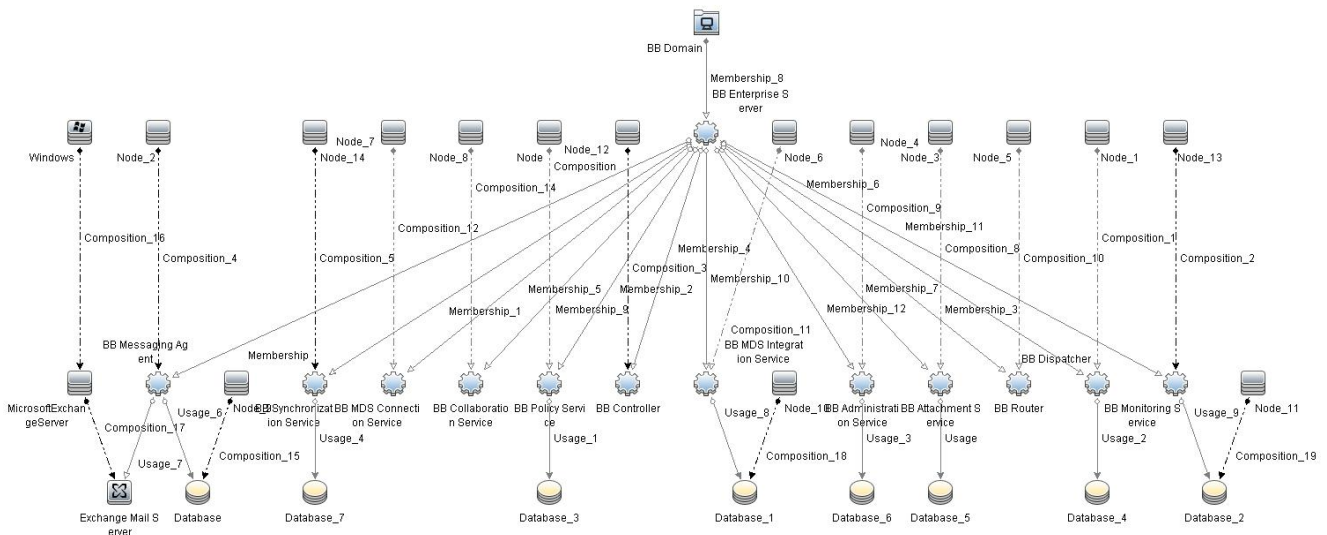 BB Domain
Membership_8
BB Enterprise S
erver
Windows
Node_2
Node_7
Node_14
Node_8
Node
Node_12
Composition
Node_6
Node_4
Node_3
Node_5
Node_1
Node_13
Composition_14
Membership_6
Composition_9
Composition_16
Composition_12
Membership_11
Composition_1
Composition_4
Composition_5
Membership_4
Composition_8
Composition_10
Composition_2
Composition_3
Membership_10
Membership_5
Membership_2
Membership_7
Membership_1
Membership_9
Membership_12
Membership_3
Composition_11
BB Messaging Ag
ent
Membership
BB MDS Integrat
ion Service
BB Dispatcher
MicrosoftExchan
geServer
Usage_6
BB Synchronizat
ion Service
BB MDS Connecti
on Service
BB Collaboratio
n Service
BB Policy Servi
ce
BB Controller
Usage_8
Node_10
BB Administrati
on Service
BB Attachment S
ervice
BB Router
BB Monitoring S
ervice
Usage_9
Node_11
Composition_17
Usage_4
Usage_1
Usage_3
Usage
Usage_2
Usage_7
Composition_15
Composition_18
Composition_19
Exchange Mail S
erver
Database
Database_7
Database_3
Database_1
Database_6
Database_5
Database_4
Database_2